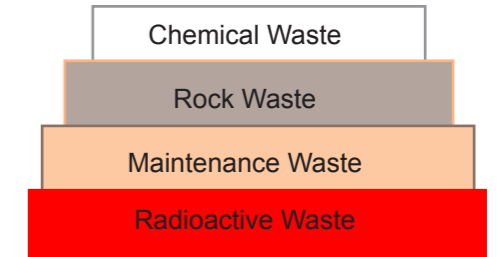 Chemical Waste
Rock Waste
Maintenance Waste
Radioactive Waste